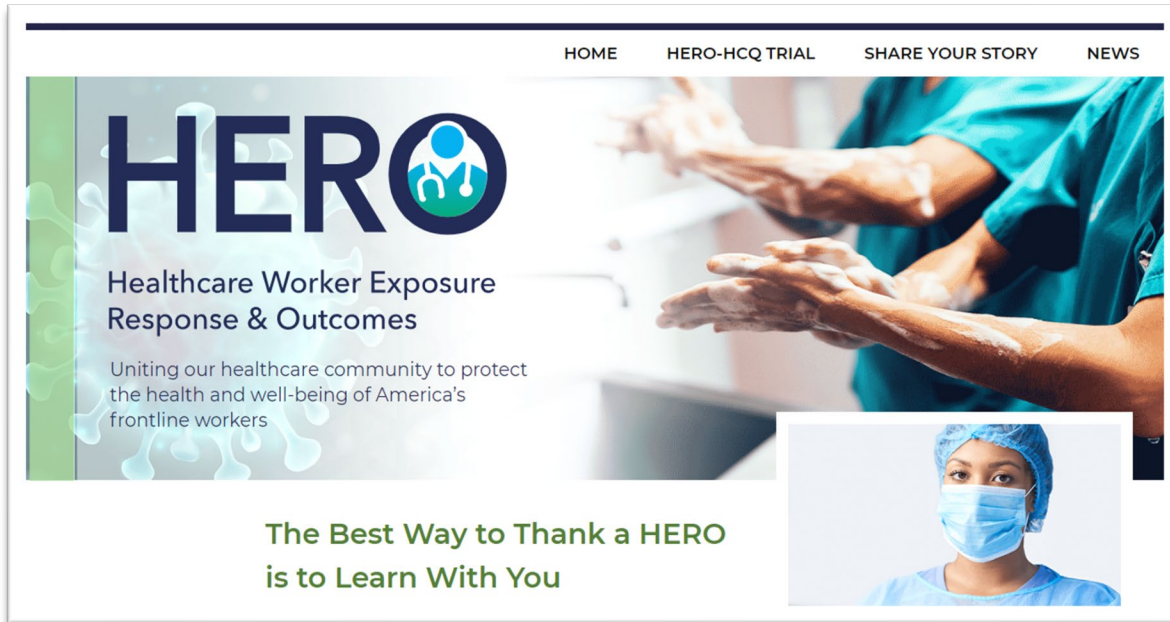 HOME HERO-HCQ TRIAL SHARE YOUR STORY NEWS
HERO
Healthcare Worker Exposure
Response & Outcomes
Uniting our healthcare community to protect
the health and well-being of America’s
frontline workers
The Best Way to Thank a HERO
is to Learn With You